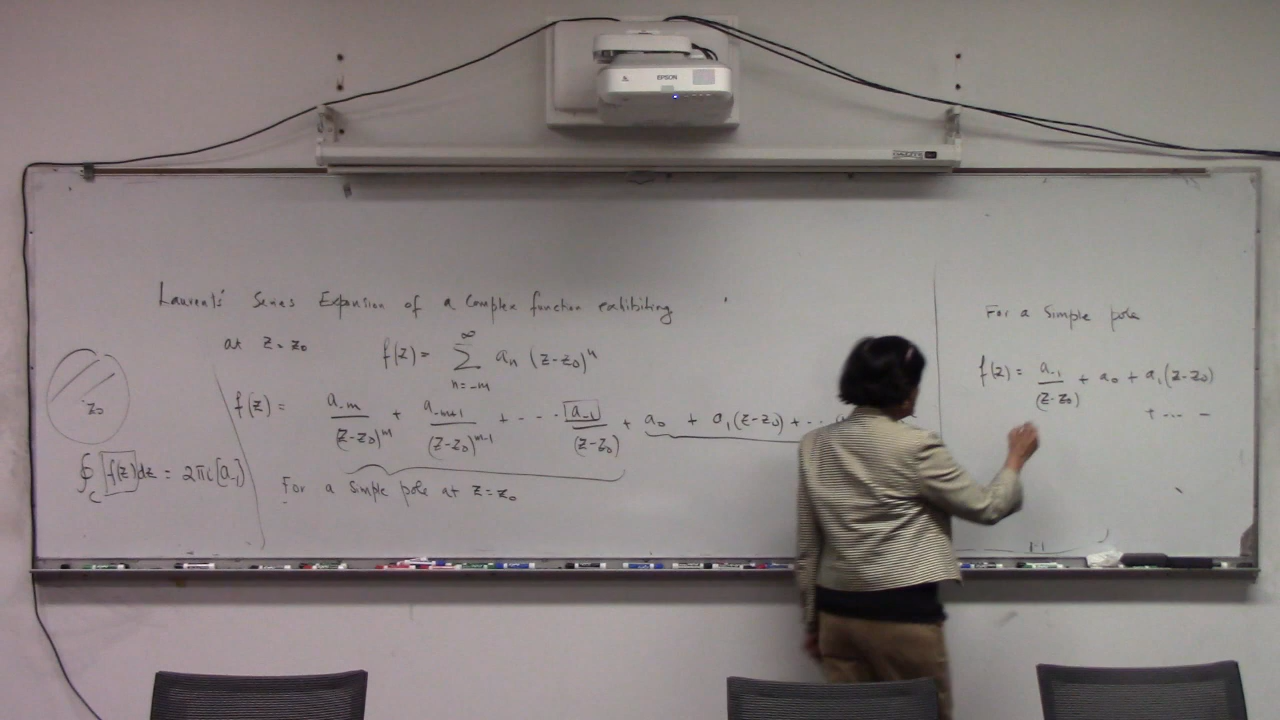 EPSON
Laurent's Series Expansion of a Complex function exhibiting
at z = z₀
f(z) = ∑_{n=-m}^{∞} aₙ (z-z₀)ⁿ
z₀
f(z) = a_{-m}/(z-z₀)^m + a_{-m+1}/(z-z₀)^{m-1} + - - - a_{-1}/(z-z₀) + a₀ + a₁(z-z₀) + - -
∮_C f(z)dz = 2πi[a_{-1}]
For a Simple pole at z = z₀
For a Simple pole
f(z) = a_{-1}/(z-z₀) + a₀ + a₁(z-z₀)
+ --- -